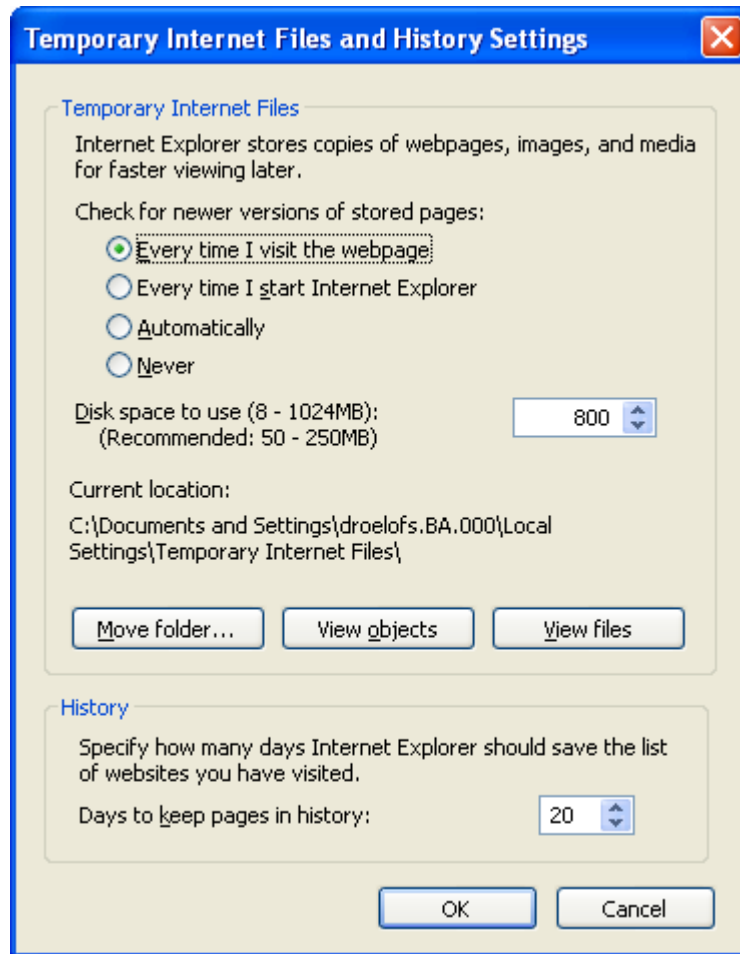 Temporary Internet Files and History Settings
Temporary Internet Files
Internet Explorer stores copies of webpages, images, and media
for faster viewing later.
Check for newer versions of stored pages:
Every time I visit the webpage
Every time I start Internet Explorer
Automatically
Never
Disk space to use (8 - 1024MB): 800
(Recommended: 50 - 250MB)
Current location:
C:\Documents and Settings\droelofs.BA.000\Local
Settings\Temporary Internet Files\
Move folder... View objects View files
History
Specify how many days Internet Explorer should save the list
of websites you have visited.
Days to keep pages in history: 20
OK Cancel